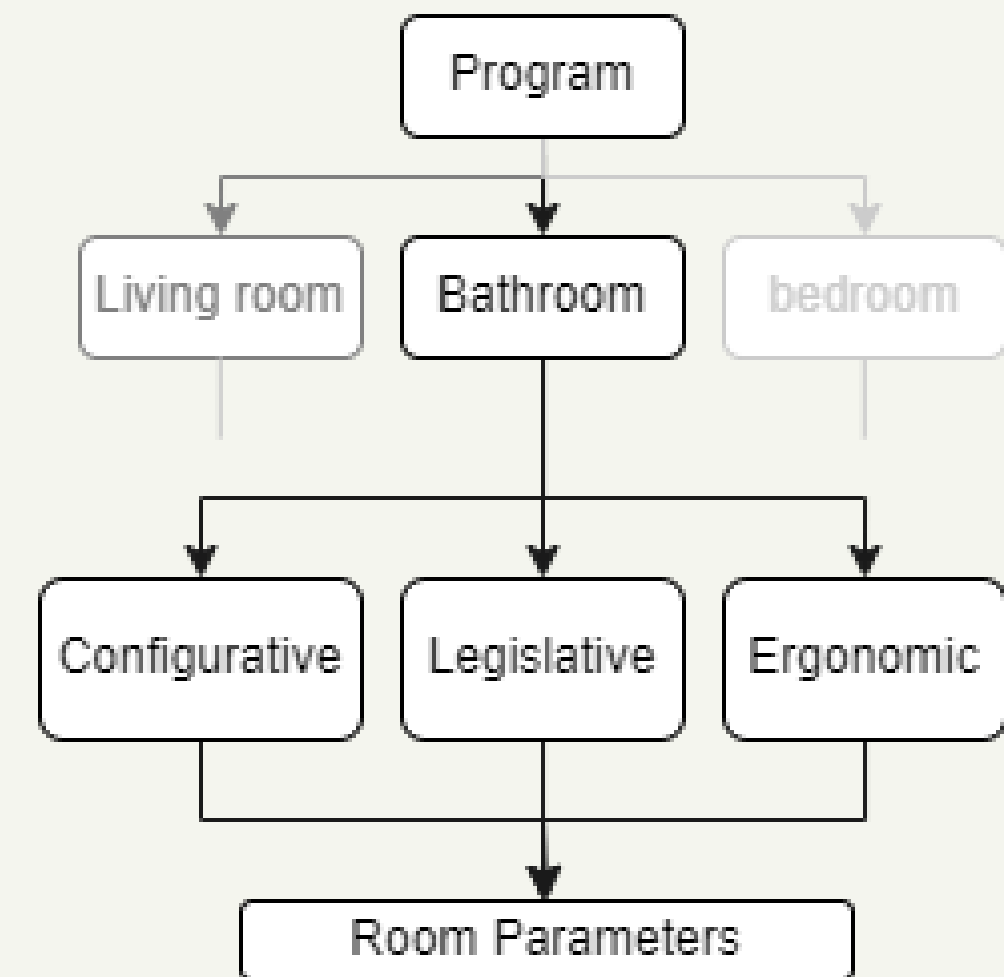 Program
Living room
Bathroom
bedroom
Configurative
Legislative
Ergonomic
Room Parameters